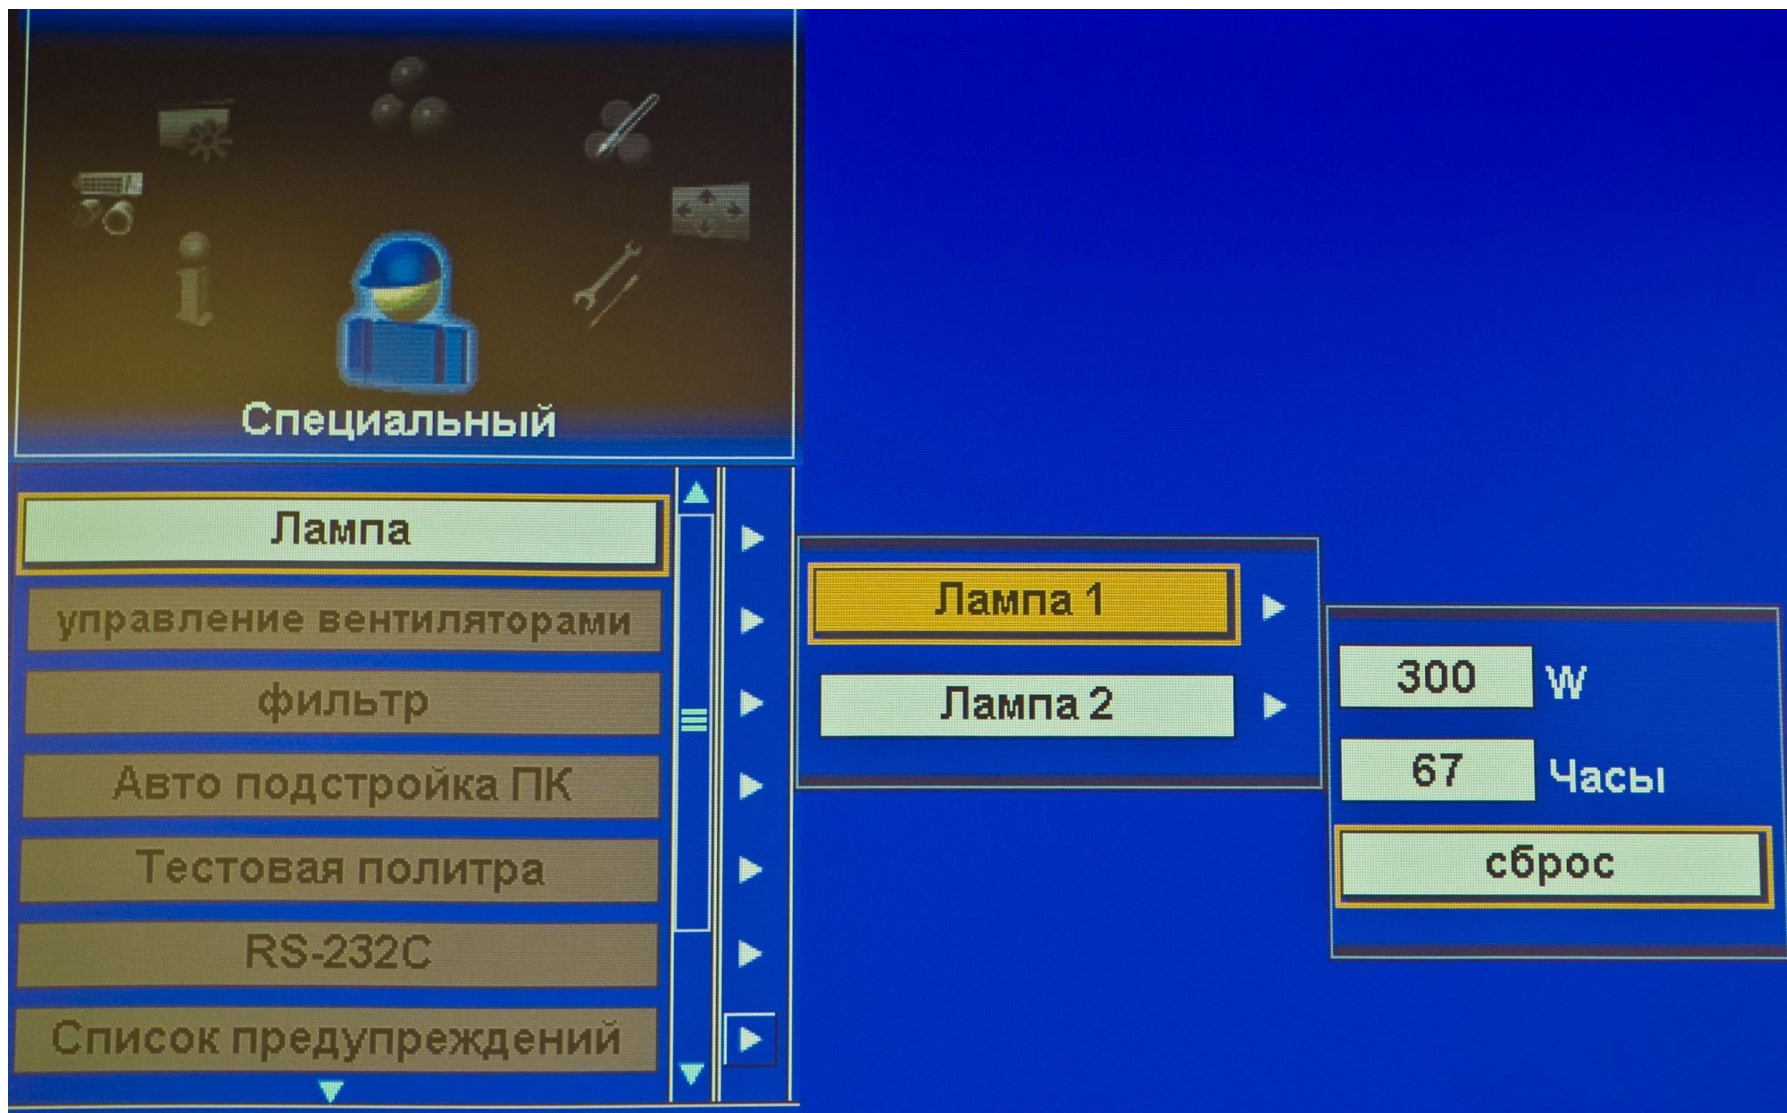 Специальный
Лампа
управление вентиляторами
фильтр
Авто подстройка ПК
Тестовая политра
RS-232C
Список предупреждений
Лампа 1
Лампа 2
300 W
67 Часы
сброс